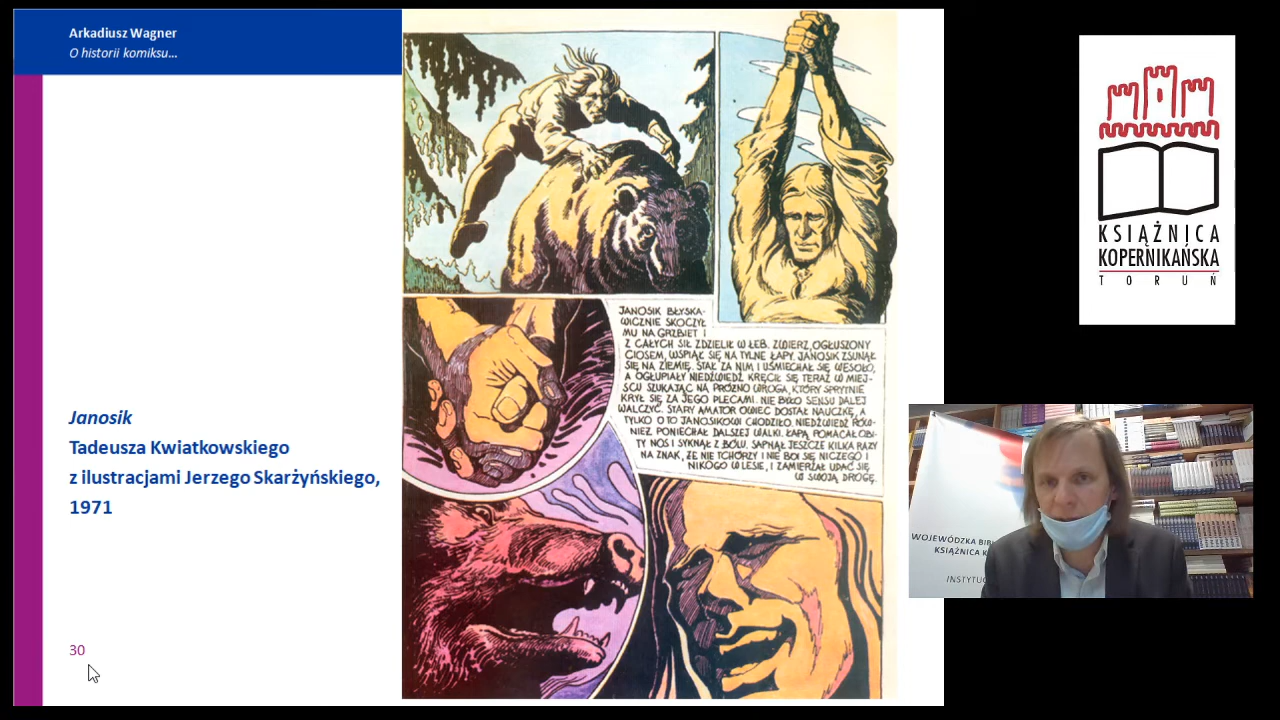 Arkadiusz Wagner
O historii komiksu...
JANOSIK BŁYSKA-
WICZNIE SKOCZYŁ
MU NA GRZBIET I
Z CAŁYCH SIŁ ZDZIELIŁ W ŁEB. ZWIERZ, OGŁUSZONY
CIOSEM, WSPIĄŁ SIĘ NA TYLNE ŁAPY. JANOSIK ZSUNĄŁ
SIĘ NA ZIEMIĘ. STAŁ ZA NIM I UŚMIECHAŁ SIĘ WESOŁO,
A OGŁUPIAŁY NIEDŹWIEDŹ KRĘCIŁ SIĘ TERAZ W MIEJ-
SCU SZUKAJĄC NA PRÓŻNO WROGA, KTÓRY SPRYTNIE
KRYŁ SIĘ ZA JEGO PLECAMI. NIE BYŁO SENSU DALEJ
WALCZYĆ. STARY AMATOR OWIEC DOSTAŁ NAUCZKĘ, A
TYLKO O TO JANOSIKOWI CHODZIŁO. NIEDŹWIEDŹ RÓW-
NIEŻ PONIECHAŁ DALSZEJ WALKI. ŁAPĄ POMACAŁ OBI-
TY NOS I SYKNĄŁ Z BÓLU. SAPNĄŁ JESZCZE KILKA RAZY
NA ZNAK, ŻE NIE TCHÓRZY I NIE BOI SIĘ NICZEGO I
NIKOGO W LESIE, I ZAMIERZAŁ UDAĆ SIĘ
W SWOJĄ DROGĘ.
Janosik
Tadeusza Kwiatkowskiego
z ilustracjami Jerzego Skarżyńskiego,
1971
30
KSIĄŻNICA
KOPERNIKAŃSKA
TORUŃ
WOJEWÓDZKA BIB
KSIĄŻNICA K
INSTYTUC